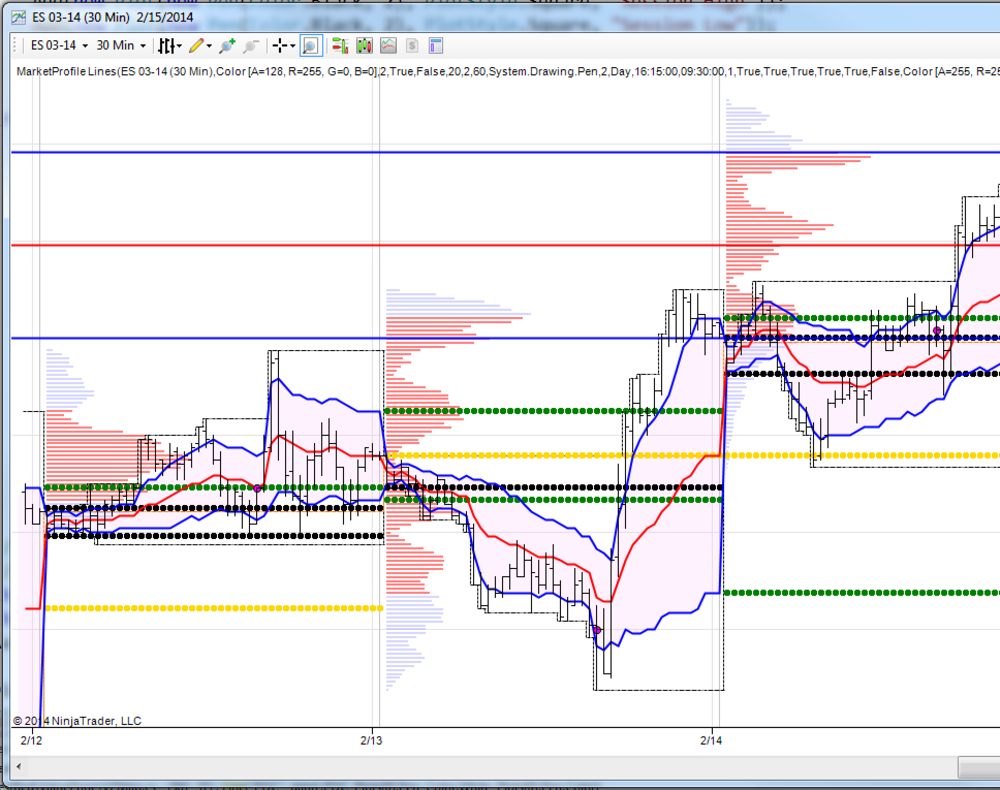 ES 03-14 (30 Min) 2/15/2014
ES 03-14 30 Min $
MarketProfile Lines(ES 03-14 (30 Min),Color [A=128, R=255, G=0, B=0],2,True,False,20,2,60,System.Drawing.Pen,2,Day,16:15:00,09:30:00,1,True,True,True,True,True,False,Color [A=255, R=25
© 2014 NinjaTrader, LLC
2/12 2/13 2/14